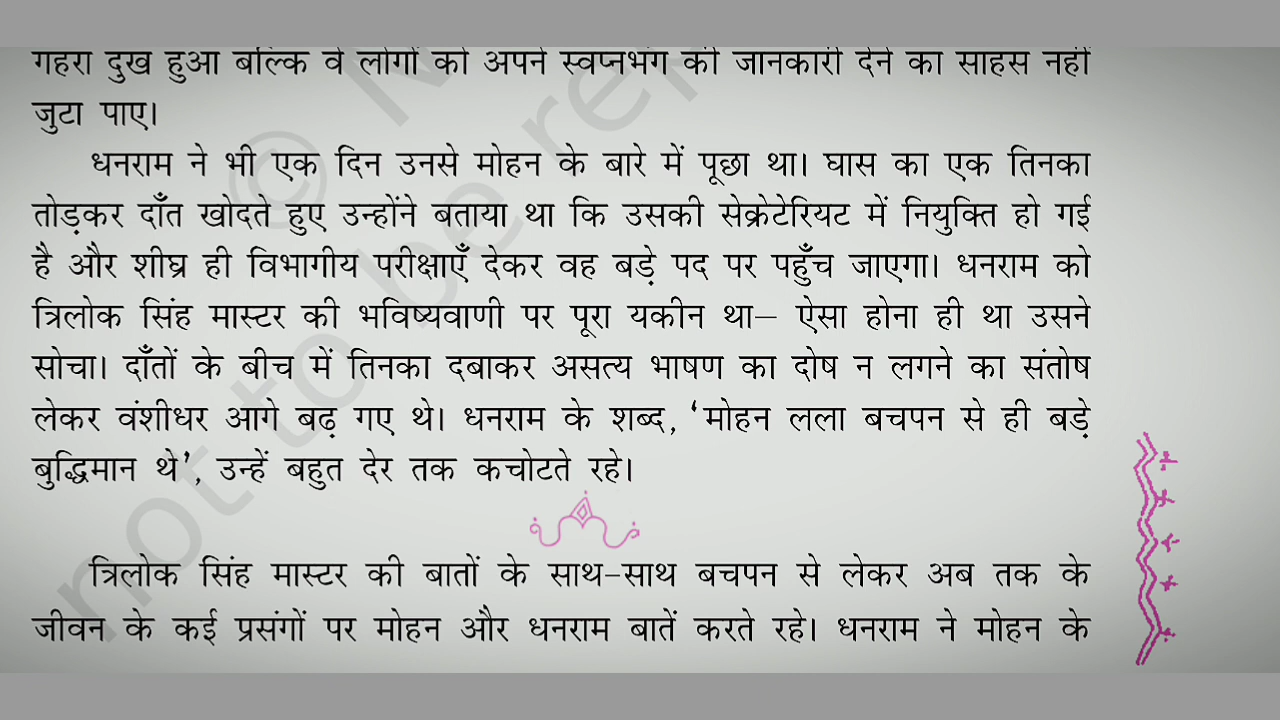 गहरा दुख हुआ बल्कि वे लोगों को अपने स्वप्नभंग की जानकारी देने का साहस नहीं
जुटा पाए।
धनराम ने भी एक दिन उनसे मोहन के बारे में पूछा था। घास का एक तिनका
तोड़कर दाँत खोदते हुए उन्होंने बताया था कि उसकी सेक्रेटेरियट में नियुक्ति हो गई
है और शीघ्र ही विभागीय परीक्षाएँ देकर वह बड़े पद पर पहुँच जाएगा। धनराम को
त्रिलोक सिंह मास्टर की भविष्यवाणी पर पूरा यकीन था– ऐसा होना ही था उसने
सोचा। दाँतों के बीच में तिनका दबाकर असत्य भाषण का दोष न लगने का संतोष
लेकर वंशीधर आगे बढ़ गए थे। धनराम के शब्द, ‘मोहन लला बचपन से ही बड़े
बुद्धिमान थे’, उन्हें बहुत देर तक कचोटते रहे।
त्रिलोक सिंह मास्टर की बातों के साथ-साथ बचपन से लेकर अब तक के
जीवन के कई प्रसंगों पर मोहन और धनराम बातें करते रहे। धनराम ने मोहन के
© N
not to be rep